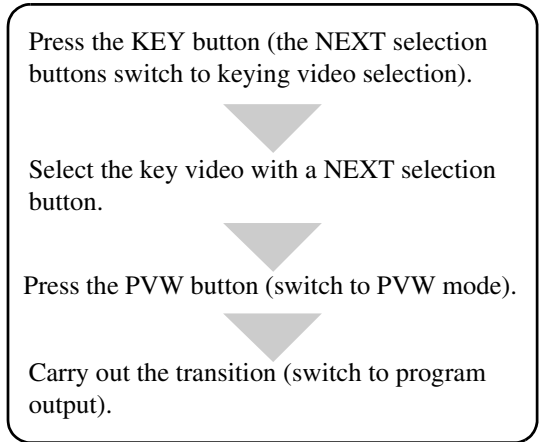 Press the KEY button (the NEXT selection
buttons switch to keying video selection).
Select the key video with a NEXT selection
button.
Press the PVW button (switch to PVW mode).
Carry out the transition (switch to program
output).